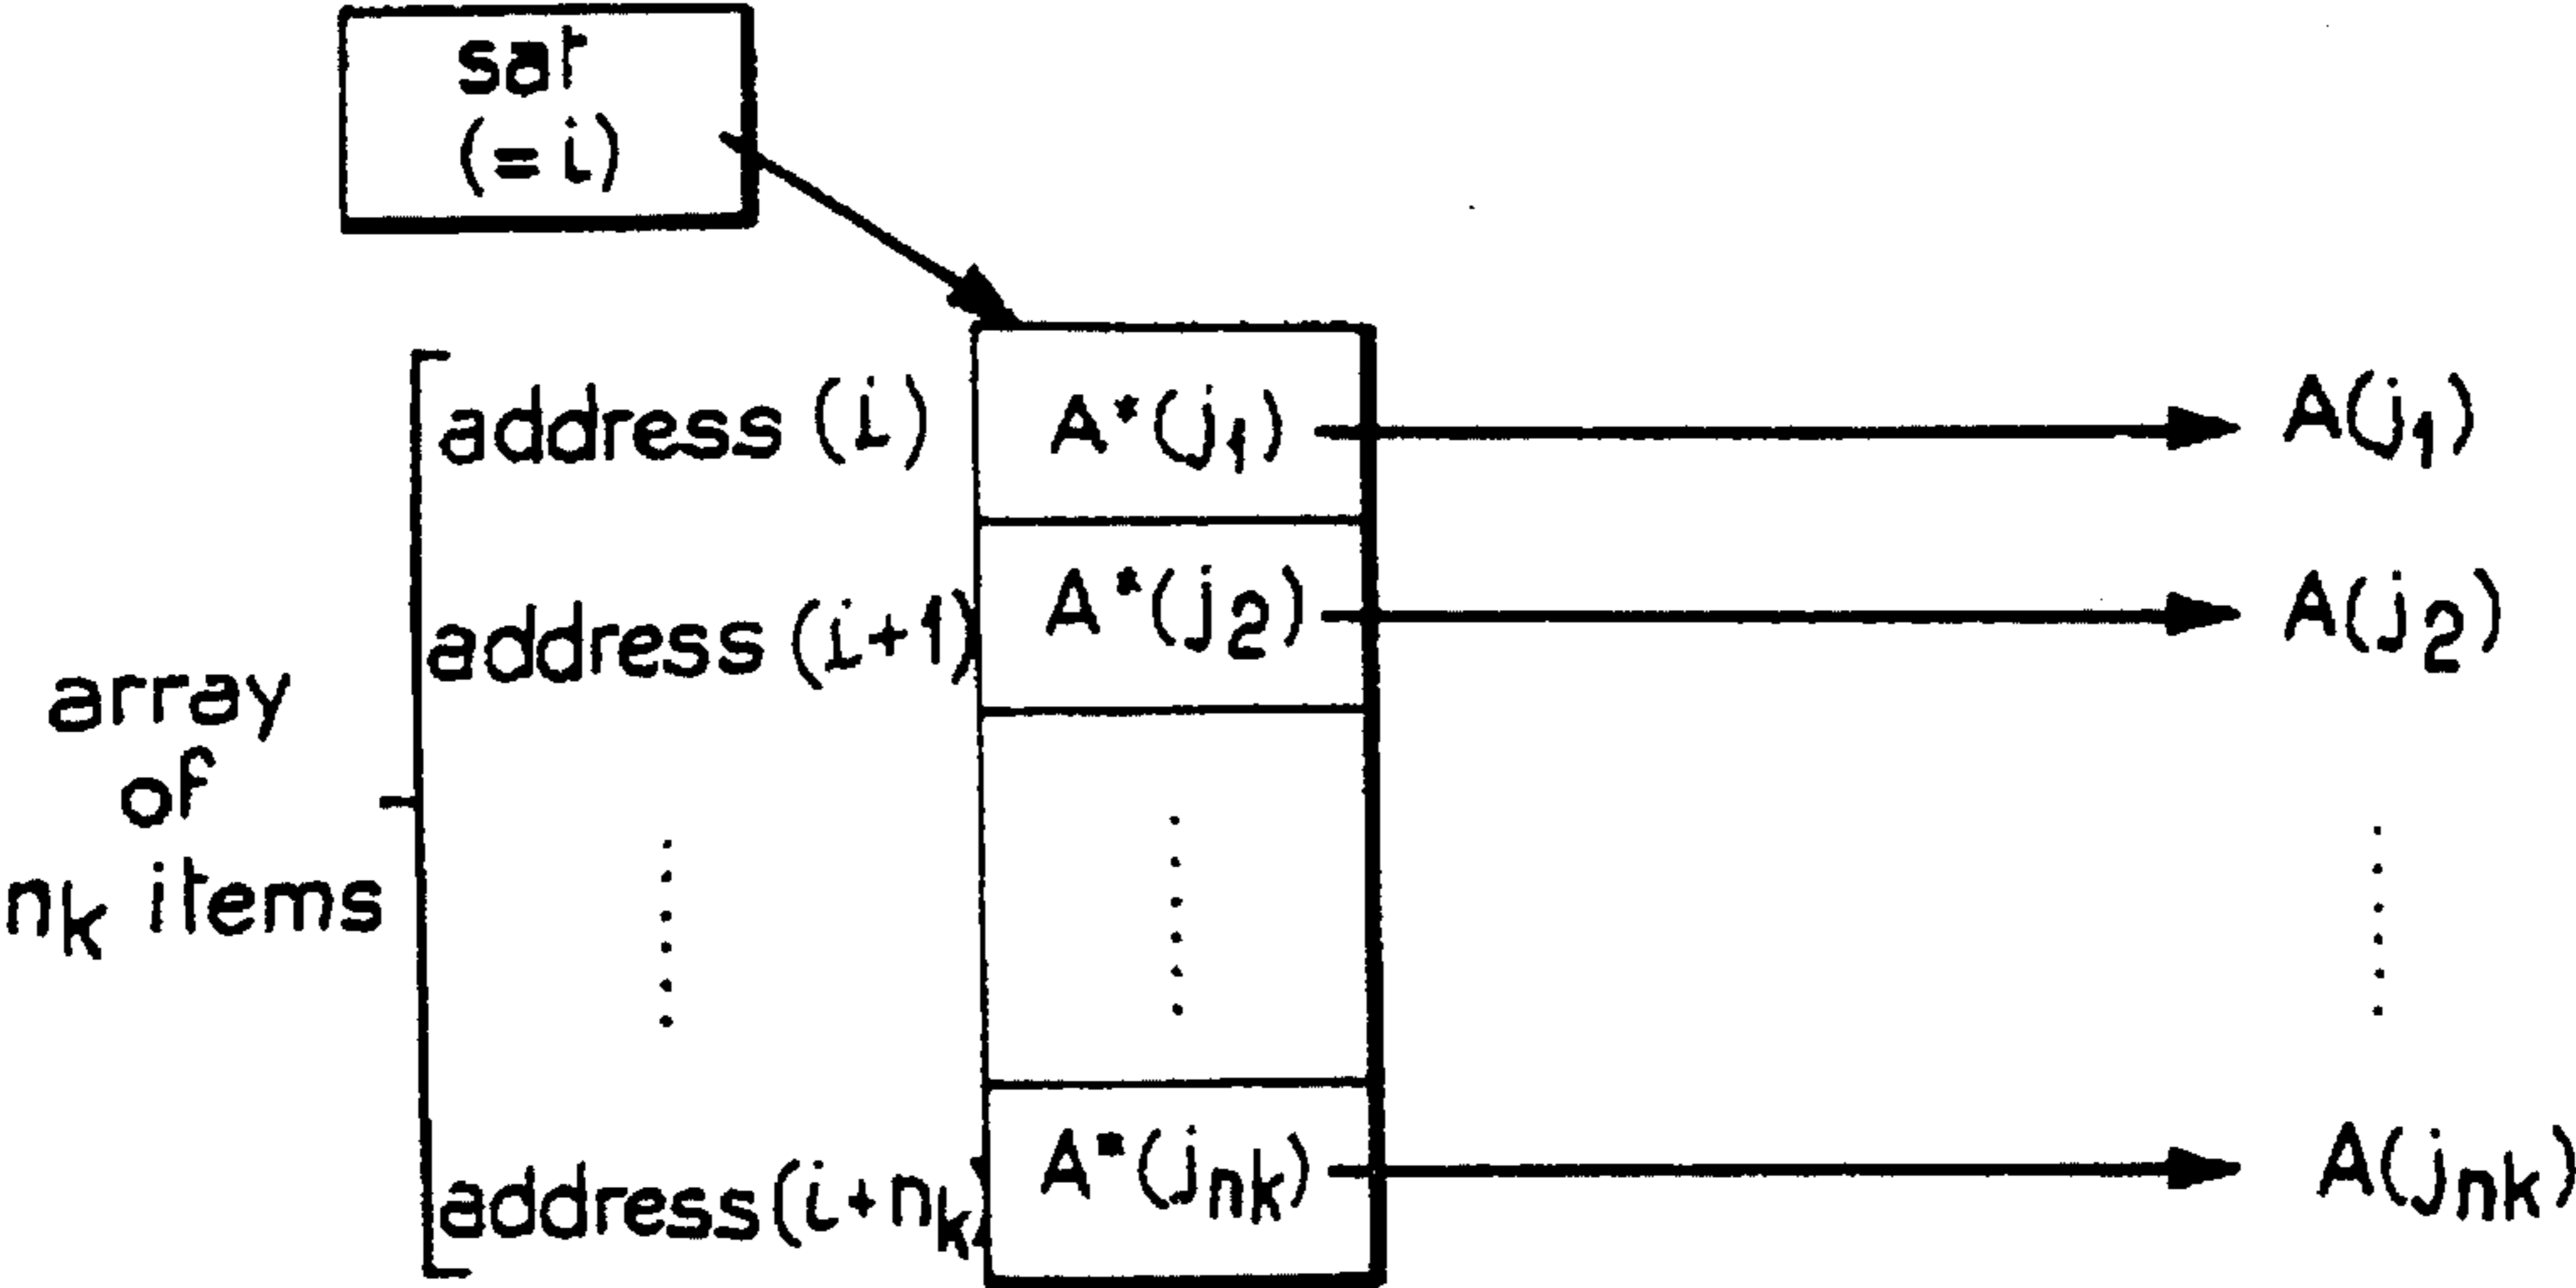 sat
(= i)
address (i) A*(j₁) A(j₁)
address (i+1) A*(j₂) A(j₂)
array
of
nₖ items
address (i+nₖ) A*(jₙₖ) A(jₙₖ)